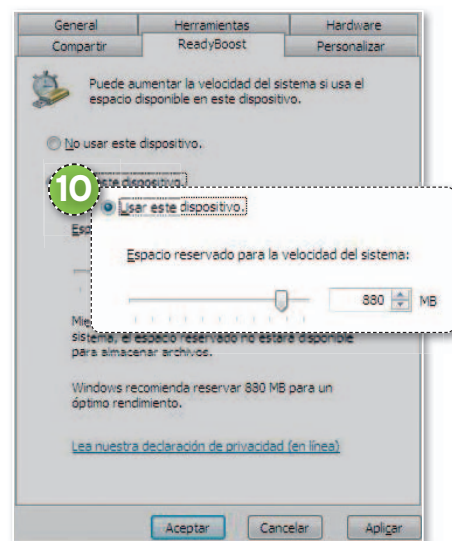 General Herramientas Hardware
Compartir ReadyBoost Personalizar
Puede aumentar la velocidad del sistema si usa el
espacio disponible en este dispositivo.
No usar este dispositivo.
este dispositivo.
10
Usar este dispositivo.
Espacio reservado para la velocidad del sistema:
880 MB
sistema, el espacio reservado no estará disponible
para almacenar archivos.
Windows recomienda reservar 880 MB para un
óptimo rendimiento.
Lea nuestra declaración de privacidad (en línea)
Aceptar Cancelar Aplicar